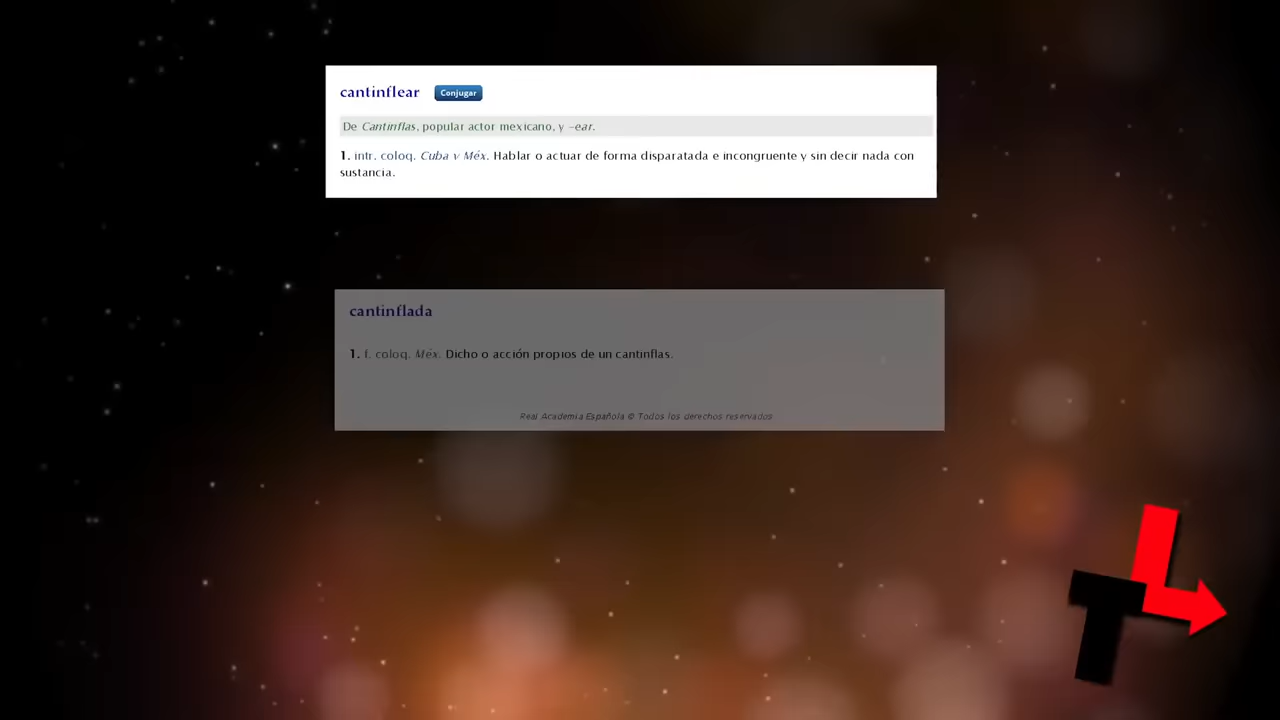 cantinflear Conjugar
De Cantinflas, popular actor mexicano, y -ear.
1. intr. coloq. Cuba y Méx. Hablar o actuar de forma disparatada e incongruente y sin decir nada con
sustancia.
cantinflada
1. f. coloq. Méx. Dicho o acción propios de un cantinflas.
Real Academia Española © Todos los derechos reservados
TL